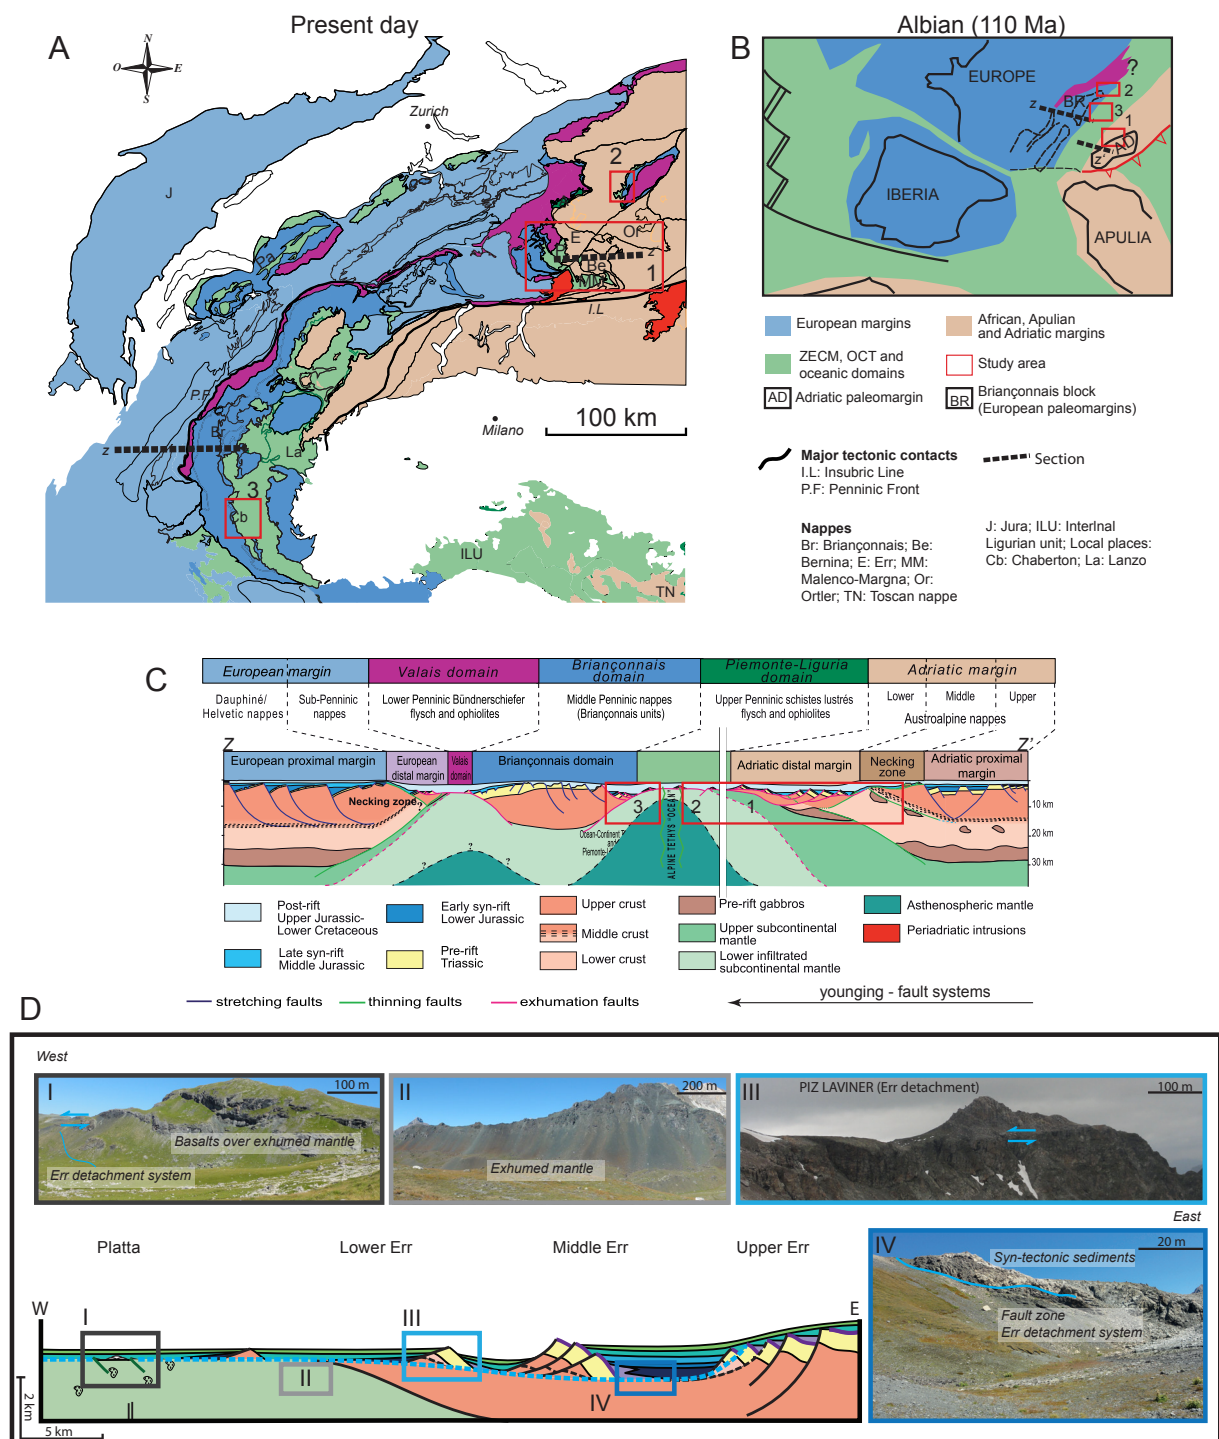 Present day
Albian (110 Ma)
A
N
O
E
S
Zurich
J
Pa
2
Or
E
P
Be
z'
MM
1
I.L
P.F
Br
z
La
Milano
100 km
3
Cb
ILU
TN
B
EUROPE
?
BR
2
z
3
1
AD
z'
IBERIA
APULIA
European margins
African, Apulian
and Adriatic margins
ZECM, OCT and
oceanic domains
Study area
AD
Adriatic paleomargin
BR
Briançonnais block
(European paleomargins)
Major tectonic contacts
I.L: Insubric Line
P.F: Penninic Front
Section
Nappes
Br: Briançonnais; Be:
Bernina; E: Err; MM:
Malenco-Margna; Or:
Ortler; TN: Toscan nappe
J: Jura; ILU: Interlnal
Ligurian unit; Local places:
Cb: Chaberton; La: Lanzo
C
European margin
Valais domain
Briançonnais
domain
Piemonte-Liguria
domain
Adriatic margin
Dauphiné/
Helvetic nappes
Sub-Penninic
nappes
Lower Penninic Bündnerschiefer
flysch and ophiolites
Middle Penninic nappes
(Briançonnais units)
Upper Penninic schistes lustrés
flysch and ophiolites
Lower
Middle
Upper
Austroalpine nappes
Z
Z'
European proximal margin
European
distal margin
Valais
domain
Briançonnais domain
Adriatic distal margin
Necking
zone
Adriatic proximal
margin
Necking zone
?
3
2
1
10 km
20 km
30 km
Ocean-Continent T
and
Piemonte-L
ALPINE TETHYS "OCEAN"
?
?
?
Post-rift
Upper Jurassic-
Lower Cretaceous
Early syn-rift
Lower Jurassic
Late syn-rift
Middle Jurassic
Pre-rift
Triassic
Upper crust
Middle crust
Lower crust
Pre-rift gabbros
Upper subcontinental
mantle
Lower infiltrated
subcontinental mantle
Asthenospheric mantle
Periadriatic intrusions
stretching faults
thinning faults
exhumation faults
younging - fault systems
D
West
I
100 m
Basalts over exhumed mantle
Err detachment system
II
200 m
Exhumed mantle
III
PIZ LAVINER (Err detachment)
100 m
East
IV
20 m
Syn-tectonic sediments
Fault zone
Err detachment system
Platta
Lower Err
Middle Err
Upper Err
W
E
I
III
II
IV
2 km
5 km